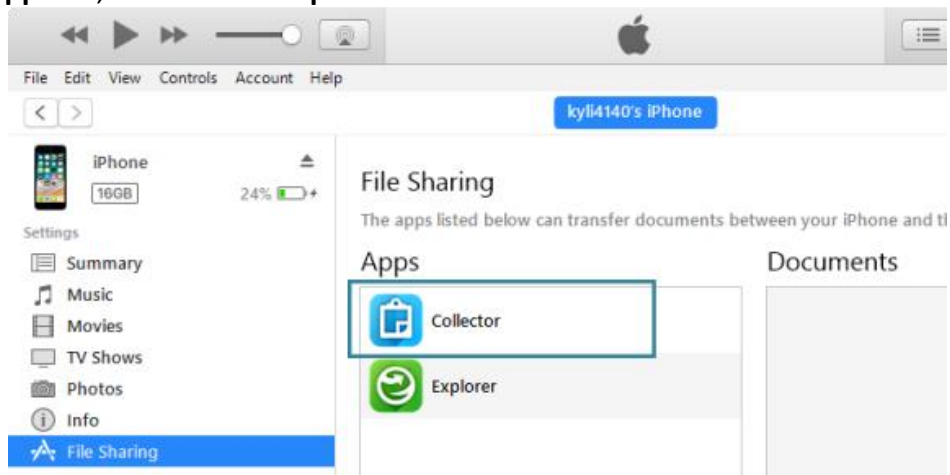 File Edit View Controls Account Help
kyli4140's iPhone
iPhone
16GB 24%
Settings
Summary
Music
Movies
TV Shows
Photos
Info
File Sharing
File Sharing
The apps listed below can transfer documents between your iPhone and
Apps
Collector
Explorer
Documents